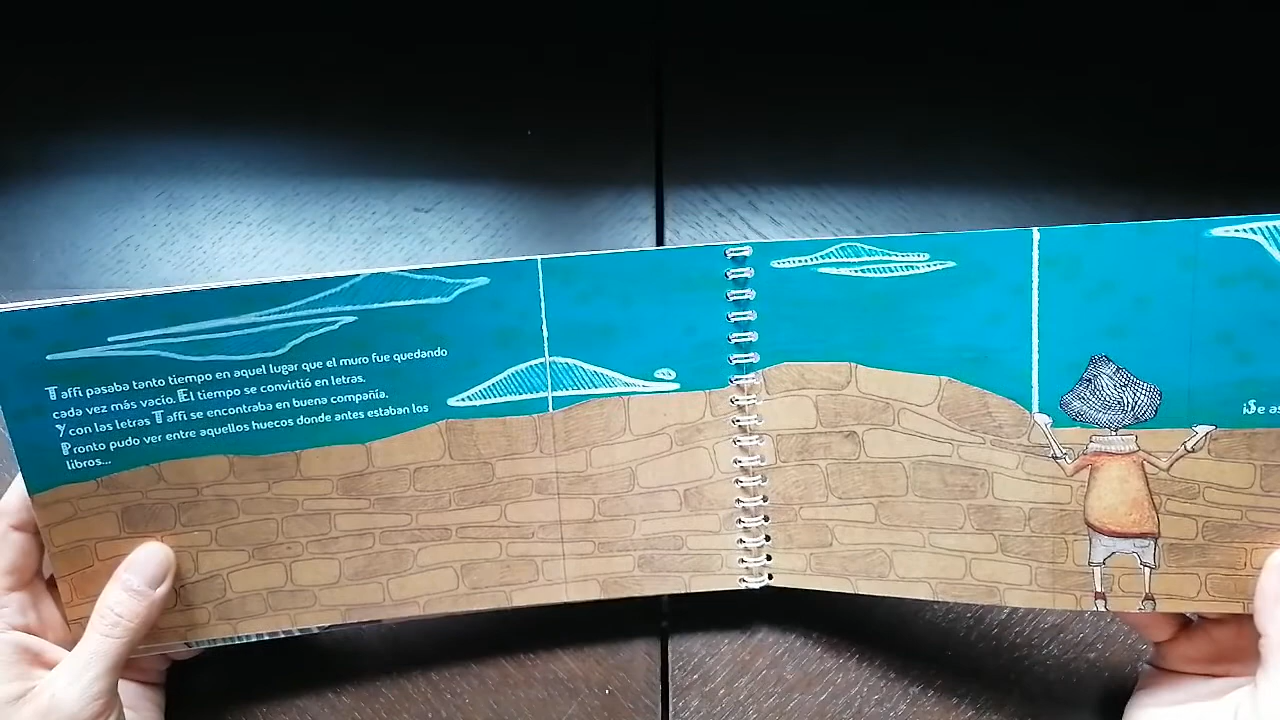 Taffi pasaba tanto tiempo en aquel lugar que el muro fue quedando
cada vez más vacío. El tiempo se convirtió en letras.
Y con las letras Taffi se encontraba en buena compañía.
Pronto pudo ver entre aquellos huecos donde antes estaban los
libros...
¡Se